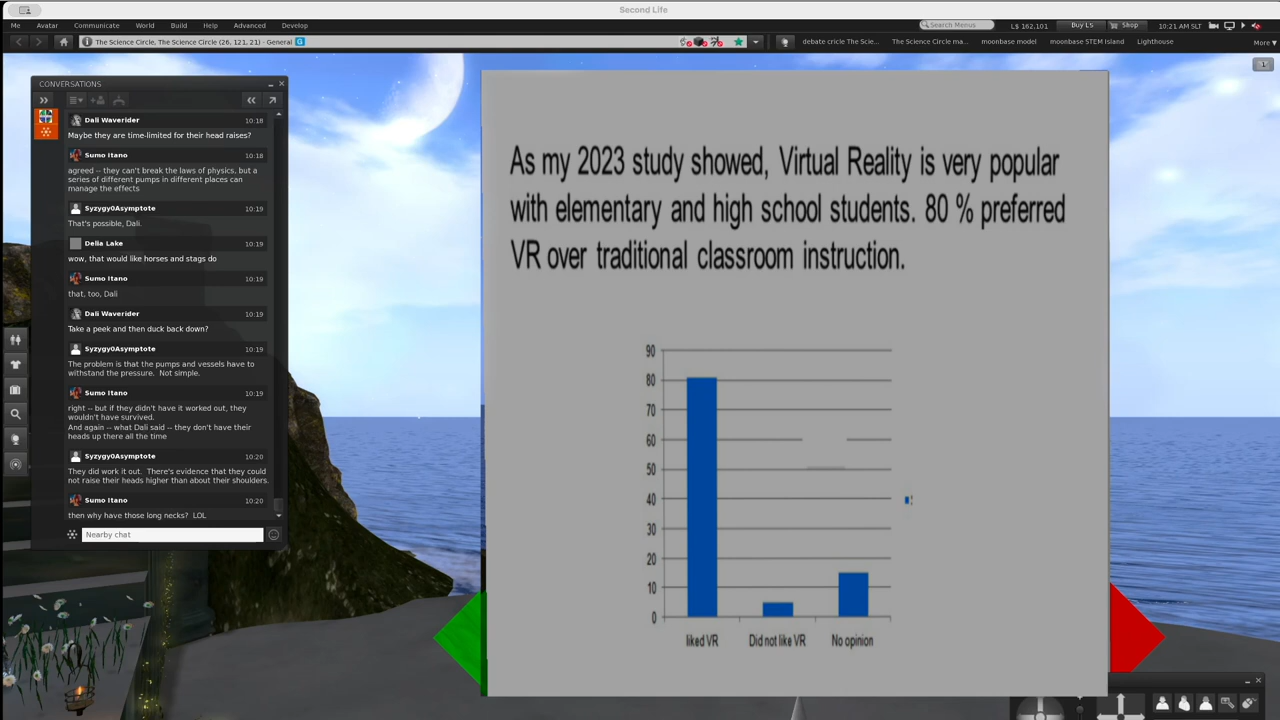 Second Life
Me Avatar Communicate World Build Help Advanced Develop
Search Menus L$ 162,101 Buy L$ Shop 10:21 AM SLT
The Science Circle, The Science Circle (26, 121, 21) - General G
debate cricle The Scie... The Science Circle ma... moonbase model moonbase STEM Island Lighthouse
More ▼
CONVERSATIONS
Dali Waverider 10:18
Maybe they are time-limited for their head raises?
Sumo Itano 10:18
agreed -- they can't break the laws of physics, but a
series of different pumps in different places can
manage the effects
Syzygy0Asymptote 10:19
That's possible, Dali.
Delia Lake 10:19
wow, that would like horses and stags do
Sumo Itano 10:19
that, too, Dali
Dali Waverider 10:19
Take a peek and then duck back down?
Syzygy0Asymptote 10:19
The problem is that the pumps and vessels have to
withstand the pressure.  Not simple.
Sumo Itano 10:19
right -- but if they didn't have it worked out, they
wouldn't have survived.
And again -- what Dali said -- they don't have their
heads up there all the time
Syzygy0Asymptote 10:20
They did work it out.  There's evidence that they could
not raise their heads higher than about their shoulders.
Sumo Itano 10:20
then why have those long necks?  LOL
Nearby chat
As my 2023 study showed, Virtual Reality is very popular
with elementary and high school students. 80 % preferred
VR over traditional classroom instruction.
90
80
70
60
50
40
30
20
10
0
liked VR Did not like VR No opinion